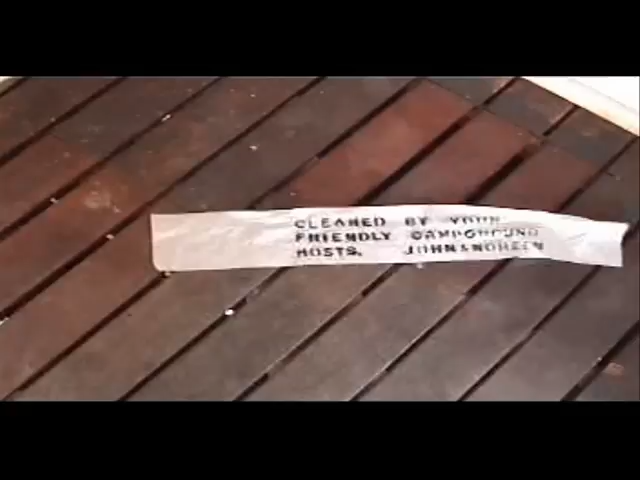 CLEANED BY YOUR
FRIENDLY CAMPGROUND
HOSTS. JOHN&NOREEN